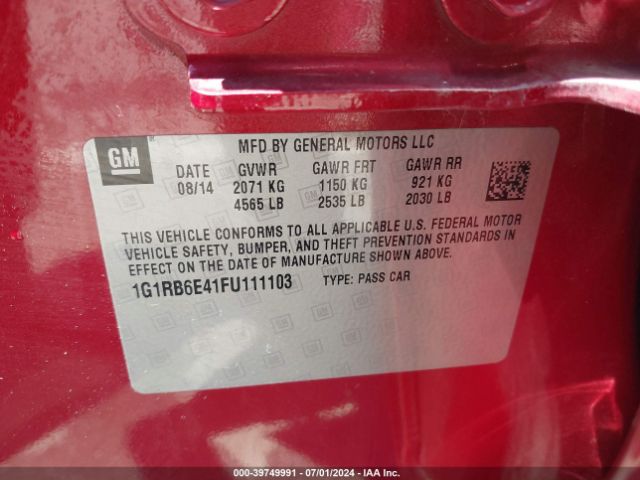 GM
MFD BY GENERAL MOTORS LLC
DATE GVWR GAWR FRT GAWR RR
08/14 2071 KG 1150 KG 921 KG
4565 LB 2535 LB 2030 LB
THIS VEHICLE CONFORMS TO ALL APPLICABLE U.S. FEDERAL MOTOR
VEHICLE SAFETY, BUMPER, AND THEFT PREVENTION STANDARDS IN
EFFECT ON THE DATE OF MANUFACTURE SHOWN ABOVE.
1G1RB6E41FU111103 TYPE: PASS CAR
000-39749991 - 07/01/2024 - IAA Inc.